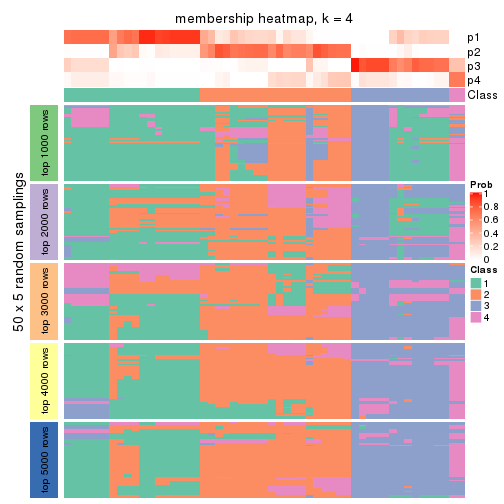 membership heatmap, k = 4
p1
p2
p3
p4
Class
50 x 5 random samplings
top 1000 rows
top 2000 rows
top 3000 rows
top 4000 rows
top 5000 rows
Prob
1
0.8
0.6
0.4
0.2
0
Class
1
2
3
4